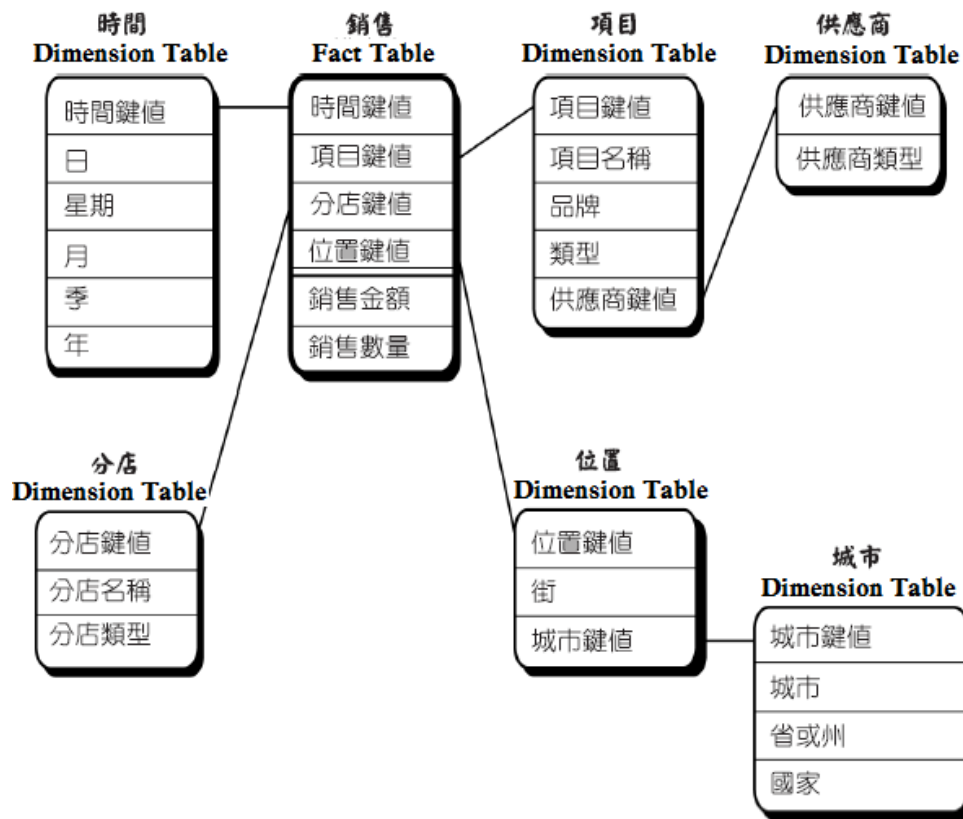 時間
Dimension Table
時間鍵值
日
星期
月
季
年
銷售
Fact Table
時間鍵值
項目鍵值
分店鍵值
位置鍵值
銷售金額
銷售數量
項目
Dimension Table
項目鍵值
項目名稱
品牌
類型
供應商鍵值
供應商
Dimension Table
供應商鍵值
供應商類型
分店
Dimension Table
分店鍵值
分店名稱
分店類型
位置
Dimension Table
位置鍵值
街
城市鍵值
城市
Dimension Table
城市鍵值
城市
省或州
國家